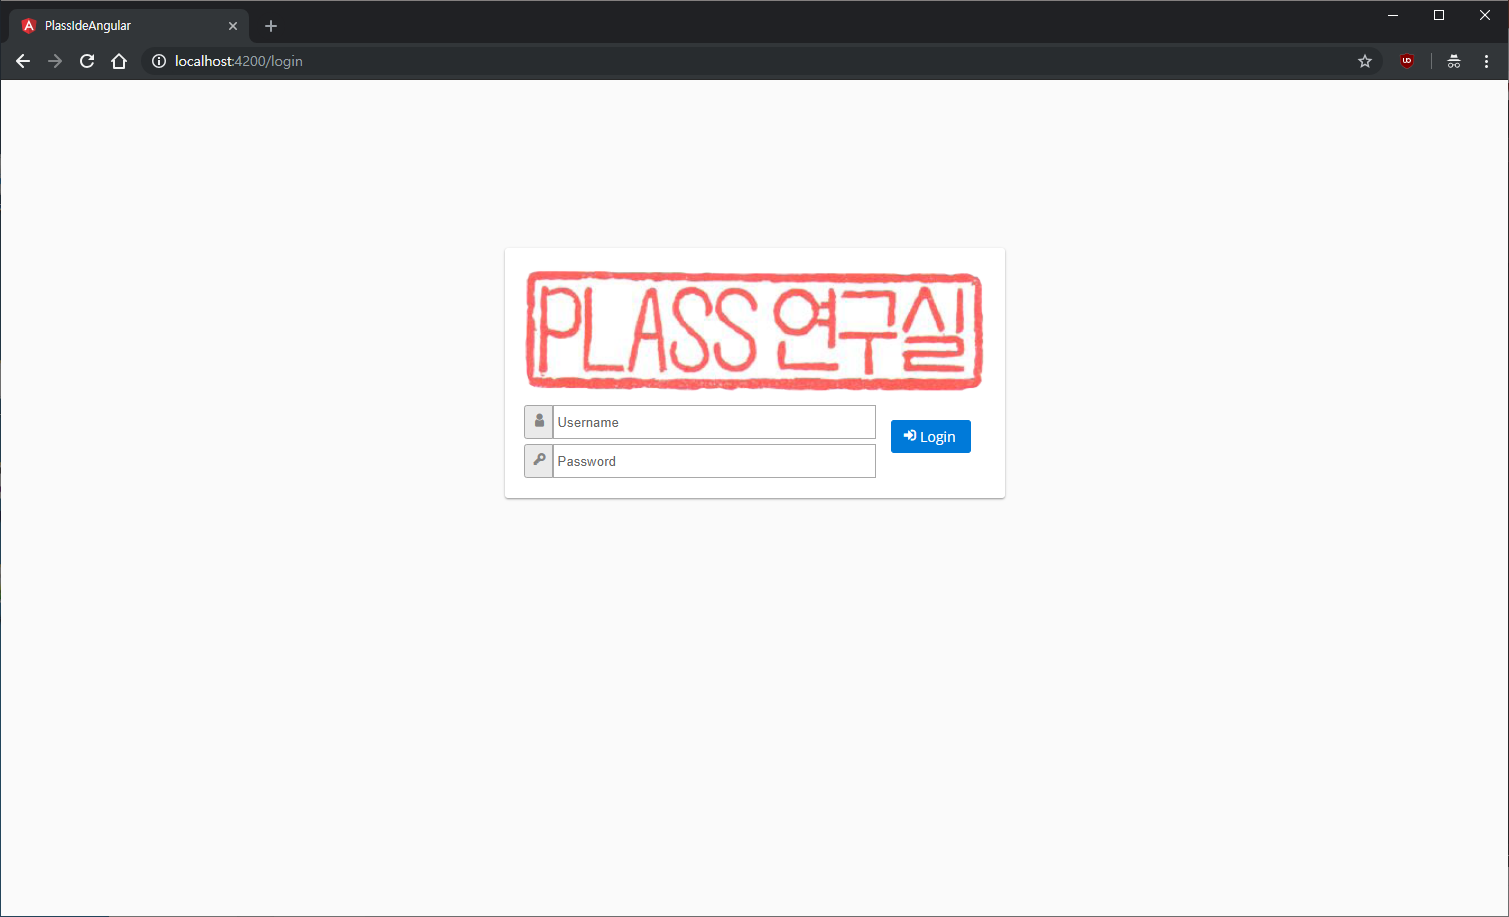 PlassIdeAngular
localhost:4200/login
PLASS 연구실
Username
Login
Password